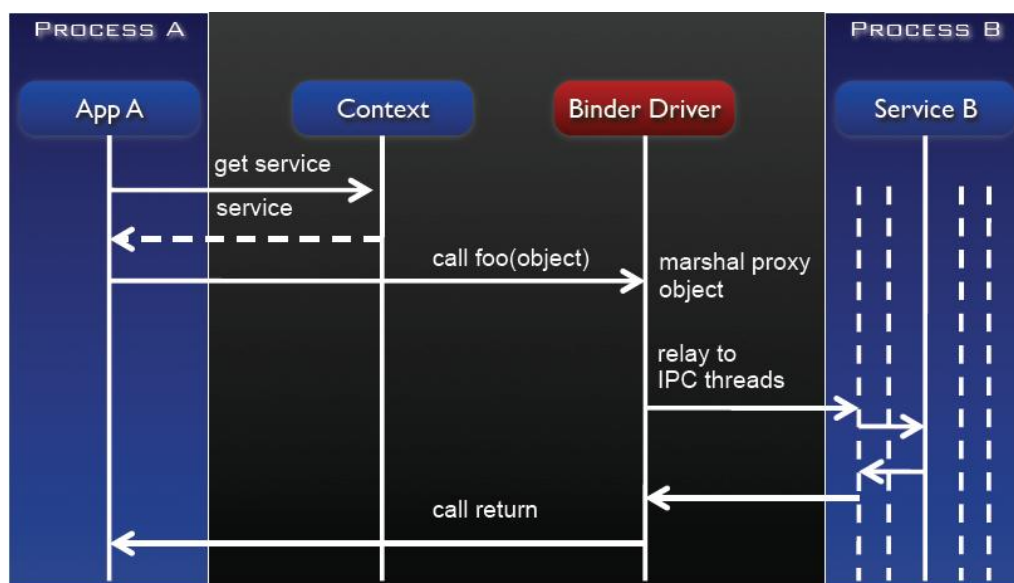 PROCESS A
PROCESS B
App A
Context
Binder Driver
Service B
get service
service
call foo(object)
marshal proxy
object
relay to
IPC threads
call return